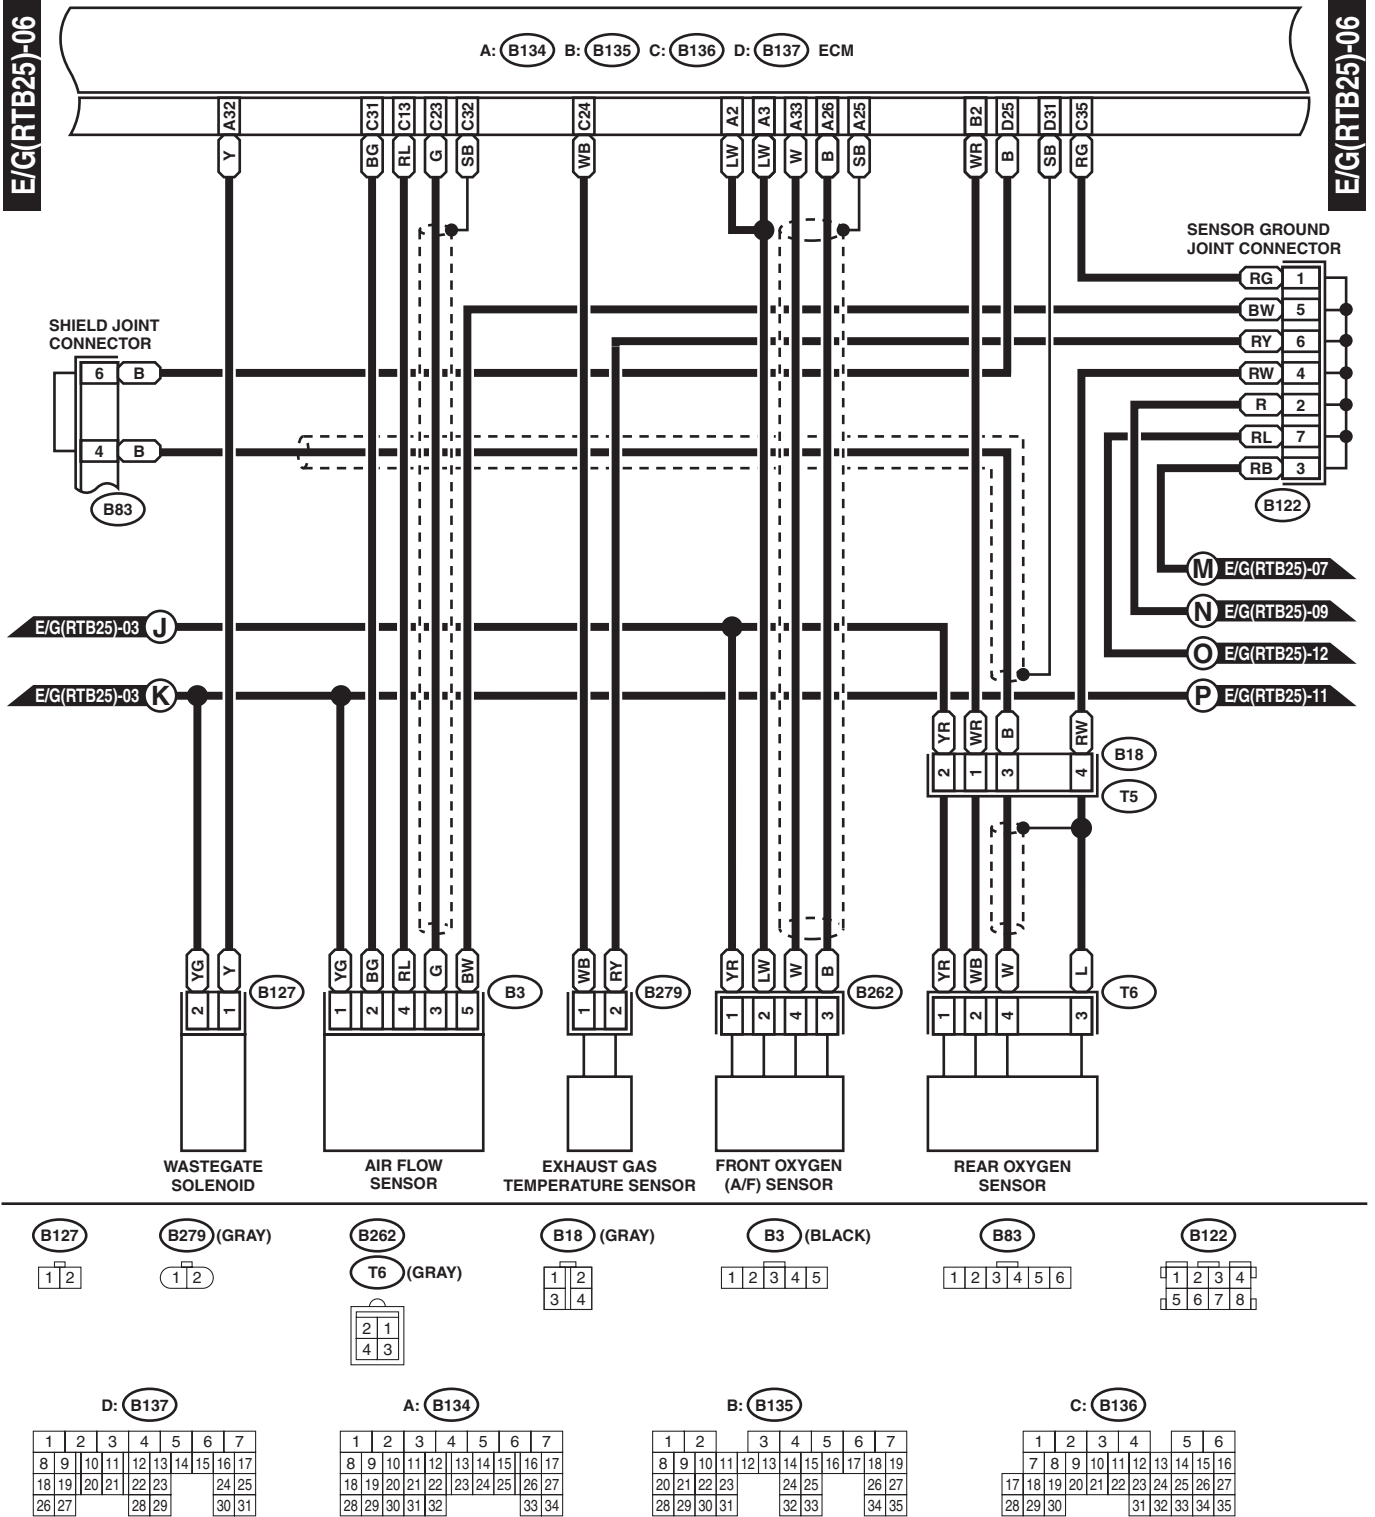 E/G(RTB25)-06
E/G(RTB25)-06
A: B134 B: B135 C: B136 D: B137 ECM
A32 C31 C13 C23 C32 C24 A2 A3 A33 A26 A25 B2 D25 D31 C35
Y BG RL G SB WB LW LW W B SB WR B SB RG
SENSOR GROUND
JOINT CONNECTOR
RG 1
BW 5
RY 6
RW 4
R 2
RL 7
RB 3
B122
SHIELD JOINT
CONNECTOR
6 B
4 B
B83
M E/G(RTB25)-07
N E/G(RTB25)-09
O E/G(RTB25)-12
P E/G(RTB25)-11
E/G(RTB25)-03 J
E/G(RTB25)-03 K
YR WR B RW
2 1 3 4
B18
T5
YG Y YG BG RL G BW WB RY YR LW W B YR WB W L
2 1 B127
1 2 4 3 5 B3
1 2 B279
1 2 4 3 B262
1 2 4 3 T6
WASTEGATE
SOLENOID
AIR FLOW
SENSOR
EXHAUST GAS
TEMPERATURE SENSOR
FRONT OXYGEN
(A/F) SENSOR
REAR OXYGEN
SENSOR
B127
1 2
B279 (GRAY)
1 2
B262
T6 (GRAY)
2 1
4 3
B18 (GRAY)
1 2
3 4
B3 (BLACK)
1 2 3 4 5
B83
1 2 3 4 5 6
B122
1 2 3 4
5 6 7 8
D: B137
1 2 3 4 5 6 7
8 9 10 11 12 13 14 15 16 17
18 19 20 21 22 23 24 25
26 27 28 29 30 31
A: B134
1 2 3 4 5 6 7
8 9 10 11 12 13 14 15 16 17
18 19 20 21 22 23 24 25 26 27
28 29 30 31 32 33 34
B: B135
1 2 3 4 5 6 7
8 9 10 11 12 13 14 15 16 17 18 19
20 21 22 23 24 25 26 27
28 29 30 31 32 33 34 35
C: B136
1 2 3 4 5 6
7 8 9 10 11 12 13 14 15 16
17 18 19 20 21 22 23 24 25 26 27
28 29 30 31 32 33 34 35